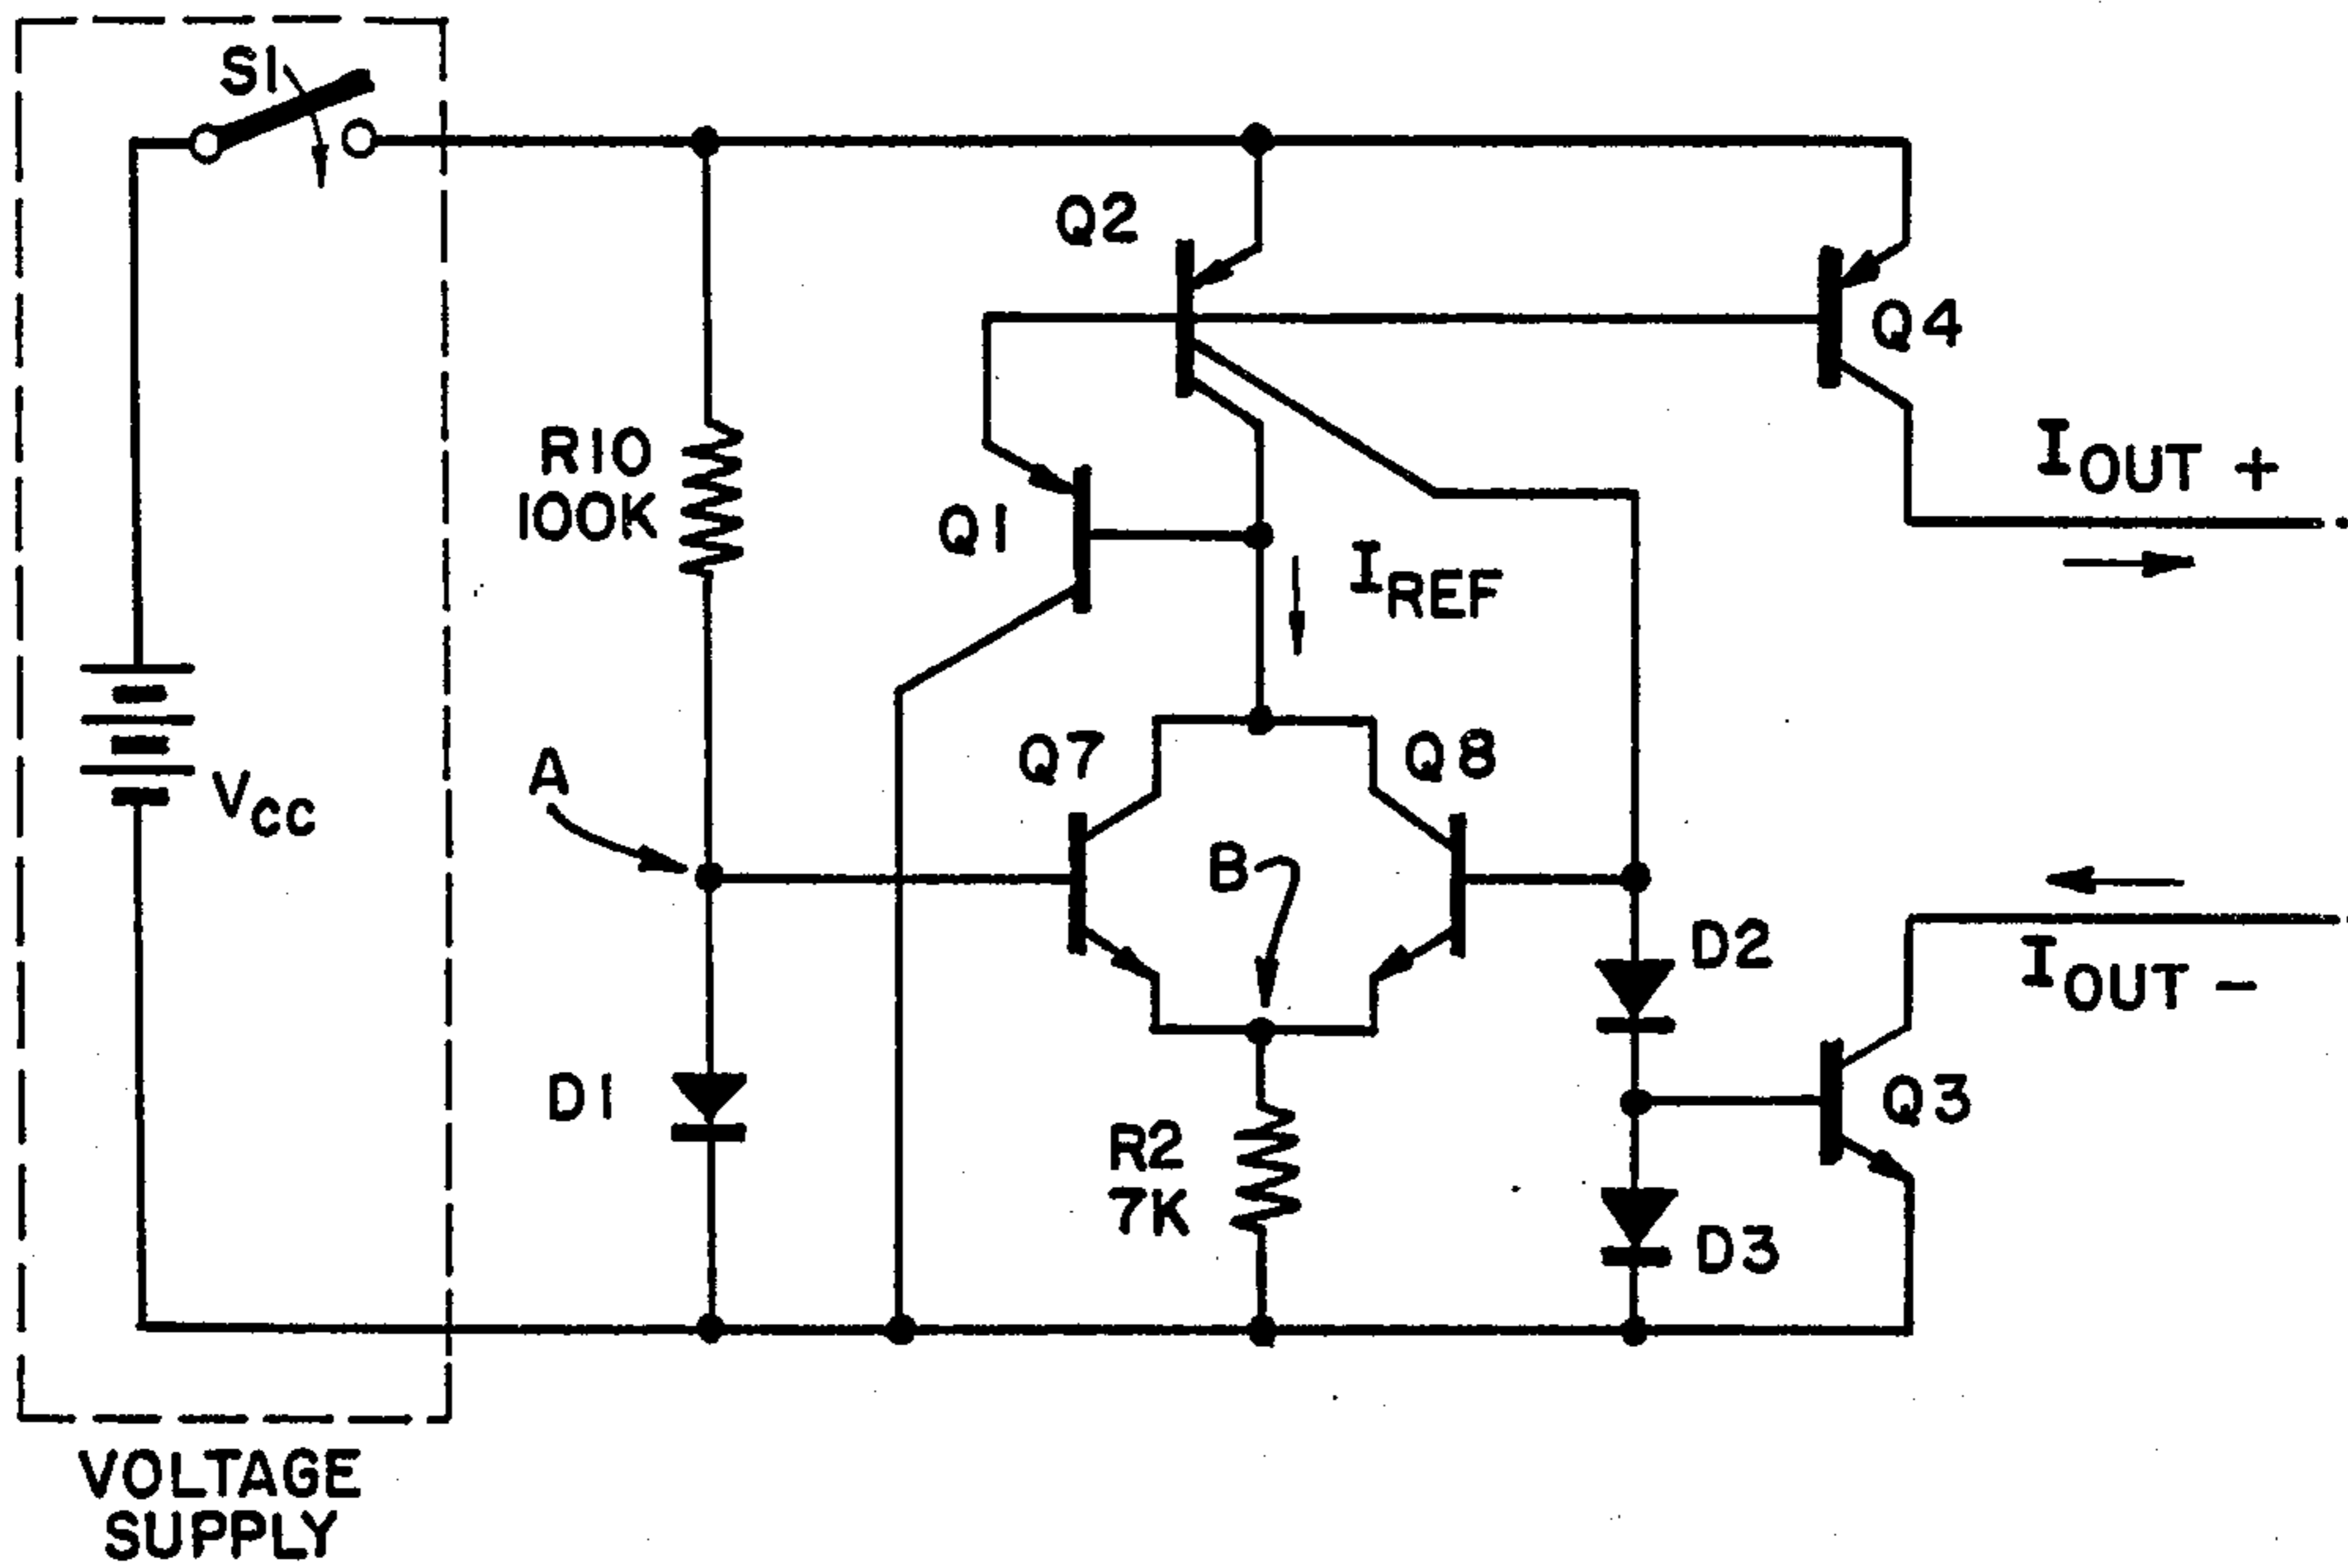 S1
Q2
Q4
R10
100K
Q1
IOUT +
IREF
VCC
A
Q7
Q8
B
D2
IOUT −
D1
R2
7K
Q3
D3
VOLTAGE
SUPPLY